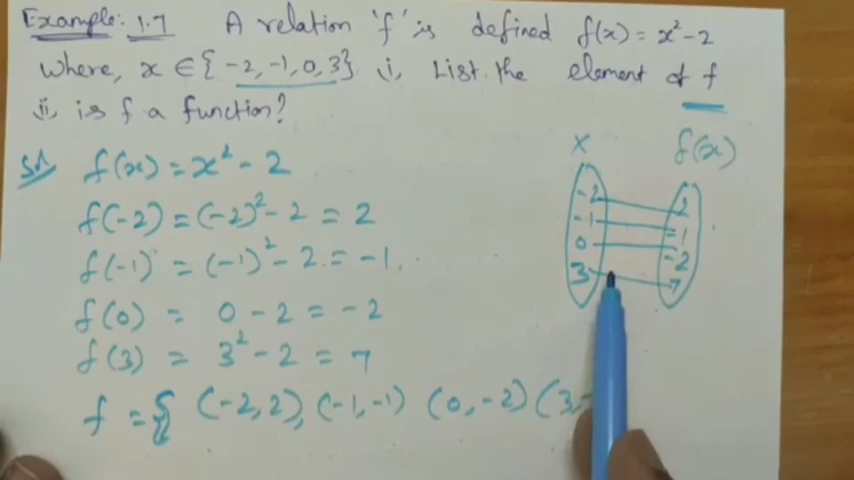 Example: 1.7 A relation 'f' is defined f(x) = x² - 2
where, x ∈ {-2, -1, 0, 3} i, List the element of f
ii, is f a function?
Sol f(x) = x² - 2
f(-2) = (-2)² - 2 = 2
f(-1) = (-1)² - 2 = -1
f(0) = 0 - 2 = -2
f(3) = 3² - 2 = 7
f = { (-2, 2), (-1, -1) (0, -2) (3,
X f(x)
-2 2
-1 -1
0 -2
3 7